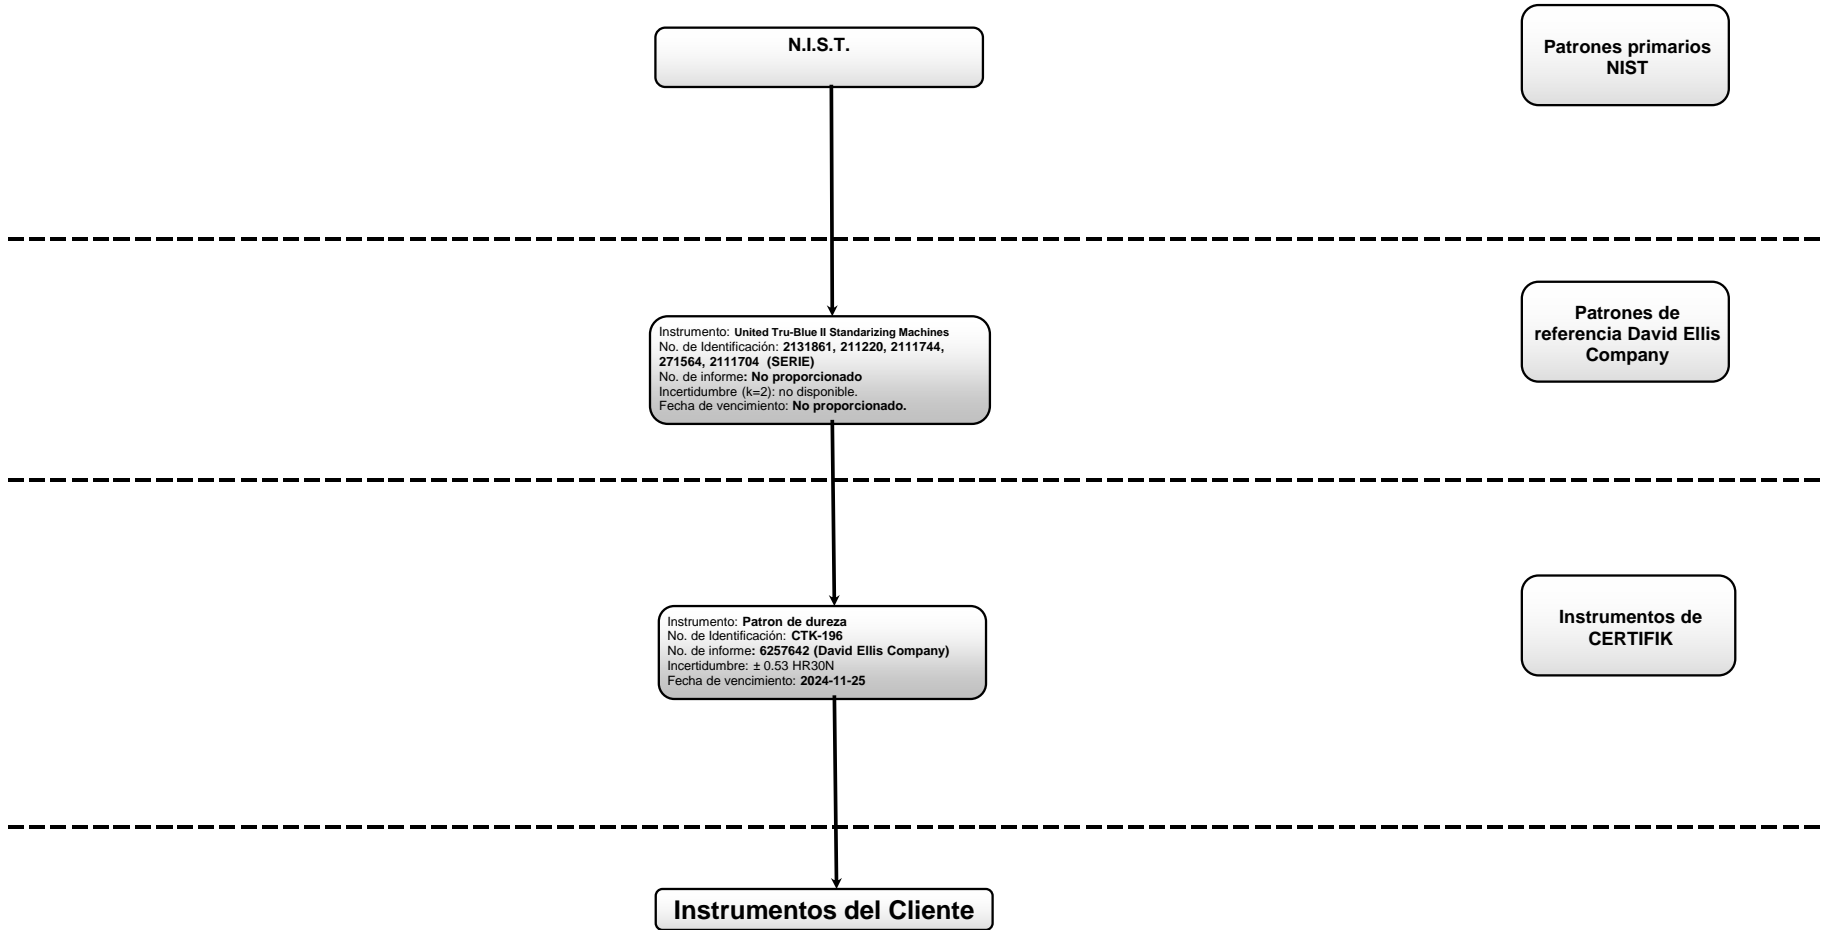 N.I.S.T.
Patrones primarios
NIST
Instrumento: United Tru-Blue II Standarizing Machines
No. de Identificación: 2131861, 211220, 2111744,
271564, 2111704 (SERIE)
No. de informe: No proporcionado
Incertidumbre (k=2): no disponible.
Fecha de vencimiento: No proporcionado.
Patrones de
referencia David Ellis
Company
Instrumento: Patron de dureza
No. de Identificación: CTK-196
No. de informe: 6257642 (David Ellis Company)
Incertidumbre: ± 0.53 HR30N
Fecha de vencimiento: 2024-11-25
Instrumentos de
CERTIFIK
Instrumentos del Cliente